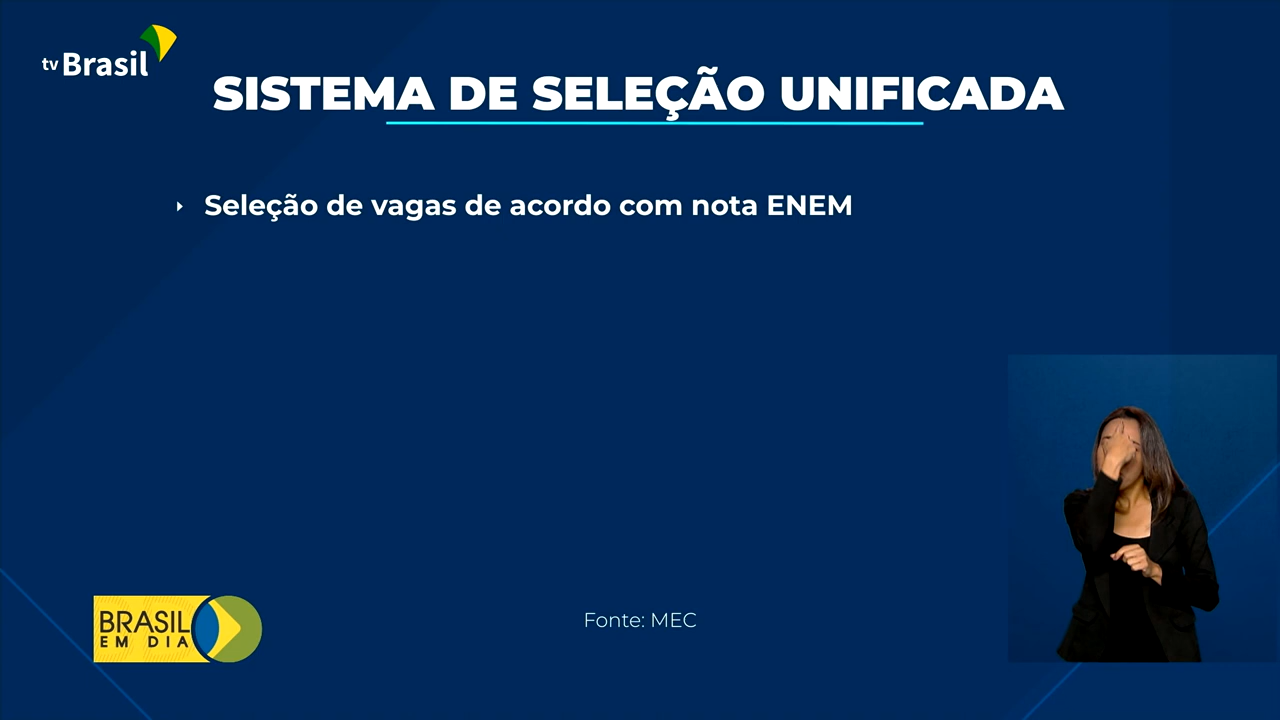 tv Brasil
SISTEMA DE SELEÇÃO UNIFICADA
Seleção de vagas de acordo com nota ENEM
BRASIL
EM DIA
Fonte: MEC